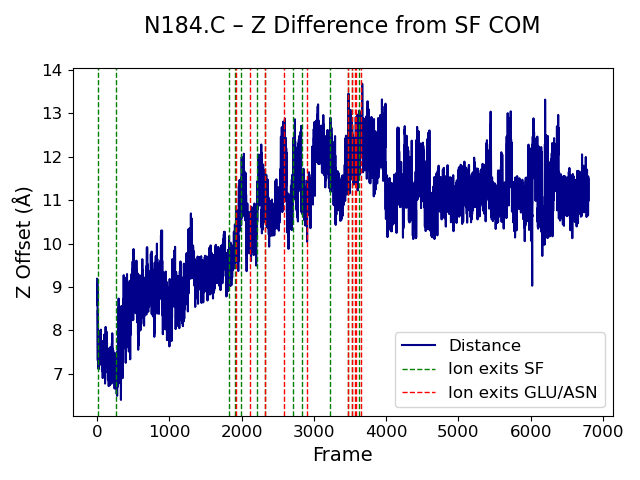 N184.C – Z Difference from SF COM
14
13
12
11
10
9
8
7
Z Offset (Å)
0
1000
2000
3000
4000
5000
6000
7000
Frame
Distance
Ion exits SF
Ion exits GLU/ASN